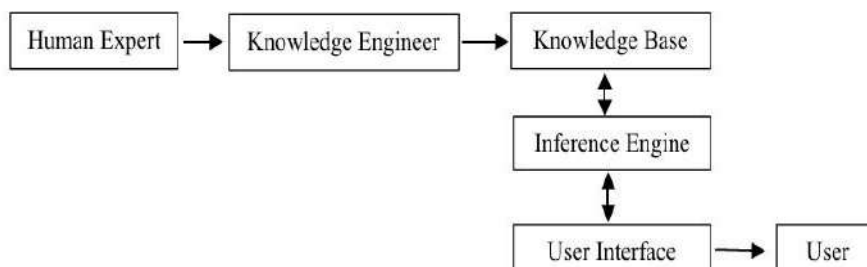 Human Expert
Knowledge Engineer
Knowledge Base
Inference Engine
User Interface
User